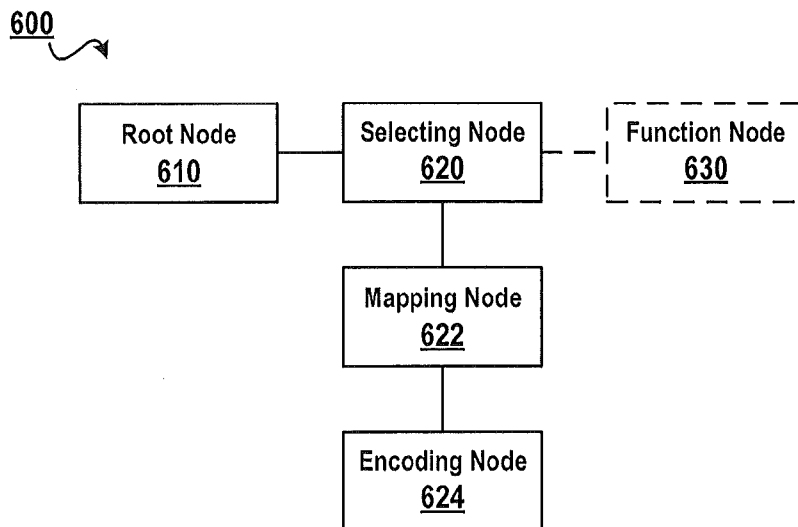 600
Root Node
610
Selecting Node
620
Function Node
630
Mapping Node
622
Encoding Node
624